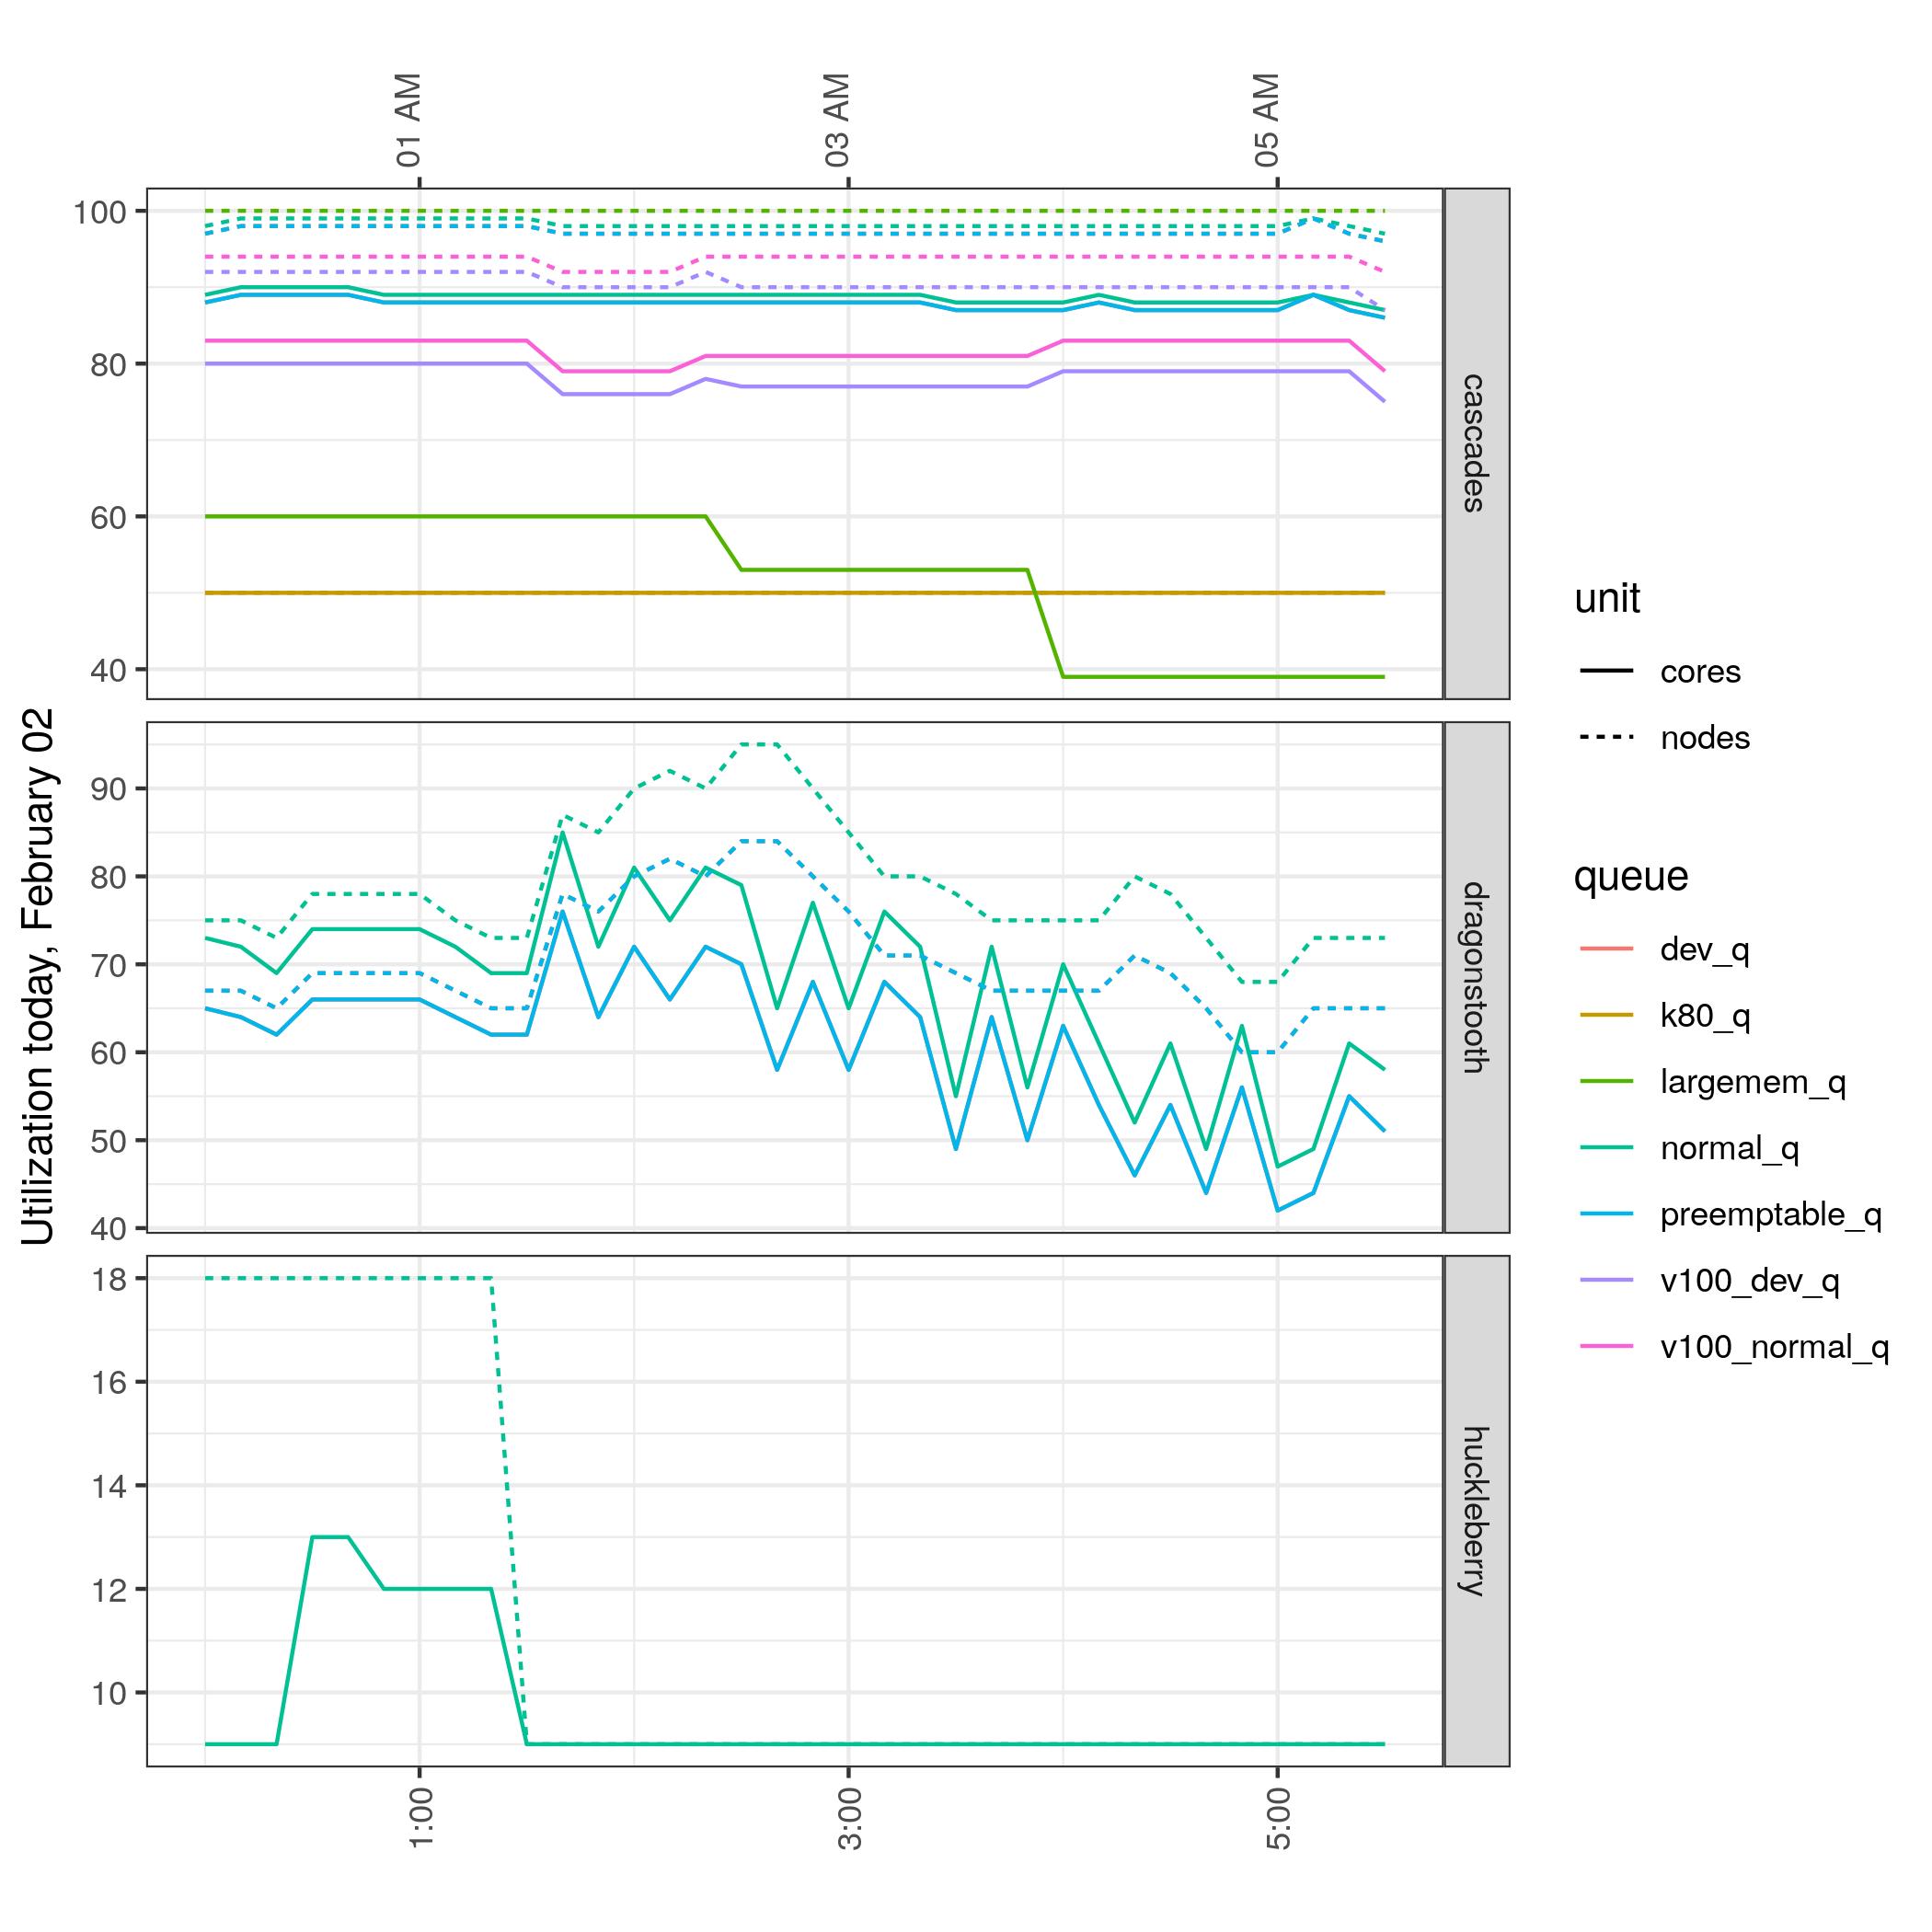 01 AM
03 AM
05 AM
Utilization today, February 02
100
80
60
40
cascades
90
80
70
60
50
40
dragonstooth
18
16
14
12
10
huckleberry
1:00
3:00
5:00
unit
cores
nodes
queue
dev_q
k80_q
largemem_q
normal_q
preemptable_q
v100_dev_q
v100_normal_q